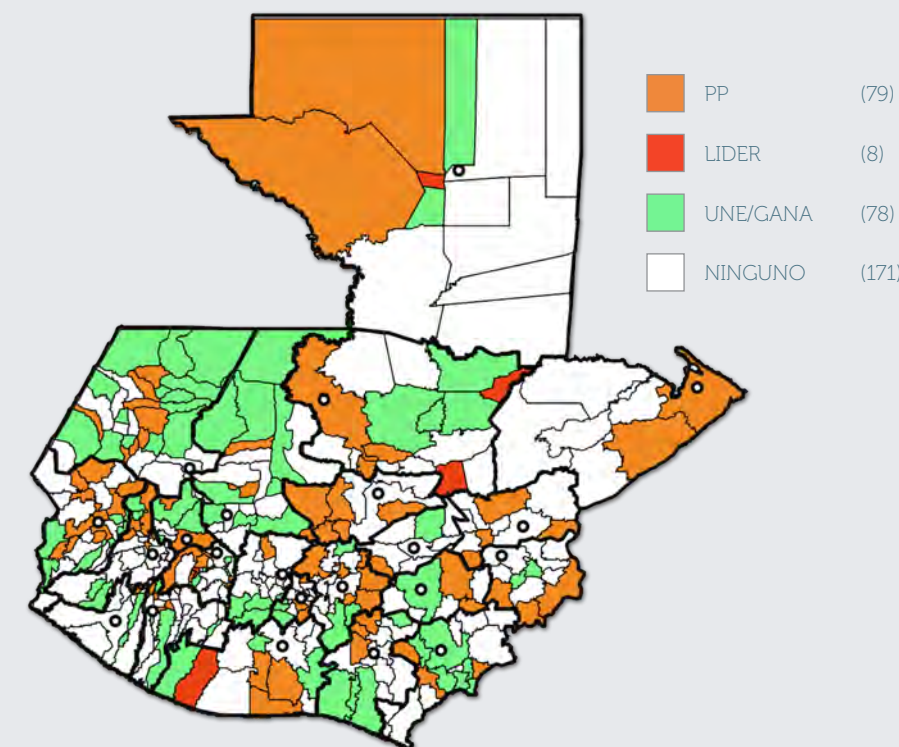 PP (79)
LIDER (8)
UNE/GANA (78)
NINGUNO (171)